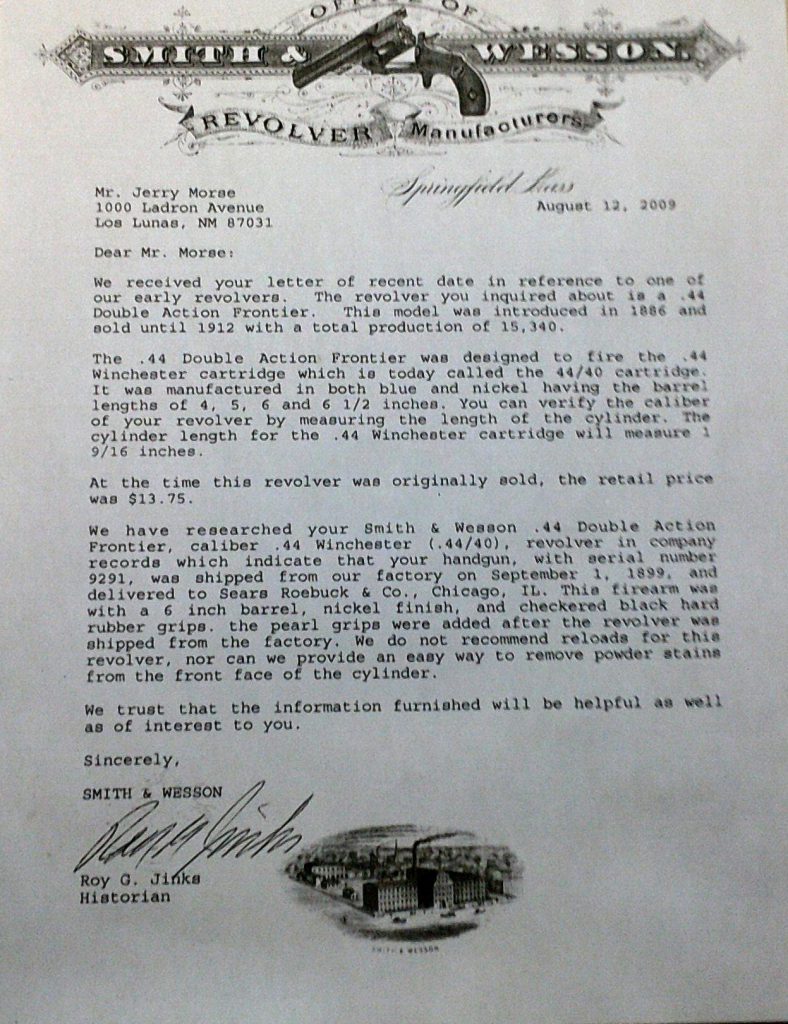 OFFICE OF
SMITH & WESSON.
REVOLVER Manufacturers
Springfield Mass
Mr. Jerry Morse
1000 Ladron Avenue
August 12, 2009
Los Lunas, NM 87031
Dear Mr. Morse:
We received your letter of recent date in reference to one of
our early revolvers. The revolver you inquired about is a .44
Double Action Frontier. This model was introduced in 1886 and
sold until 1912 with a total production of 15,340.
The .44 Double Action Frontier was designed to fire the .44
Winchester cartridge which is today called the 44/40 cartridge.
It was manufactured in both blue and nickel having the barrel
lengths of 4, 5, 6 and 6 1/2 inches. You can verify the caliber
of your revolver by measuring the length of the cylinder. The
cylinder length for the .44 Winchester cartridge will measure 1
9/16 inches.
At the time this revolver was originally sold, the retail price
was $13.75.
We have researched your Smith & Wesson .44 Double Action
Frontier, caliber .44 Winchester (.44/40), revolver in company
records which indicate that your handgun, with serial number
9291, was shipped from our factory on September 1, 1899, and
delivered to Sears Roebuck & Co., Chicago, IL. This firearm was
with a 6 inch barrel, nickel finish, and checkered black hard
rubber grips. the pearl grips were added after the revolver was
shipped from the factory. We do not recommend reloads for this
revolver, nor can we provide an easy way to remove powder stains
from the front face of the cylinder.
We trust that the information furnished will be helpful as well
as of interest to you.
Sincerely,
SMITH & WESSON
Roy G. Jinks
Roy G. Jinks
Historian
SMITH & WESSON